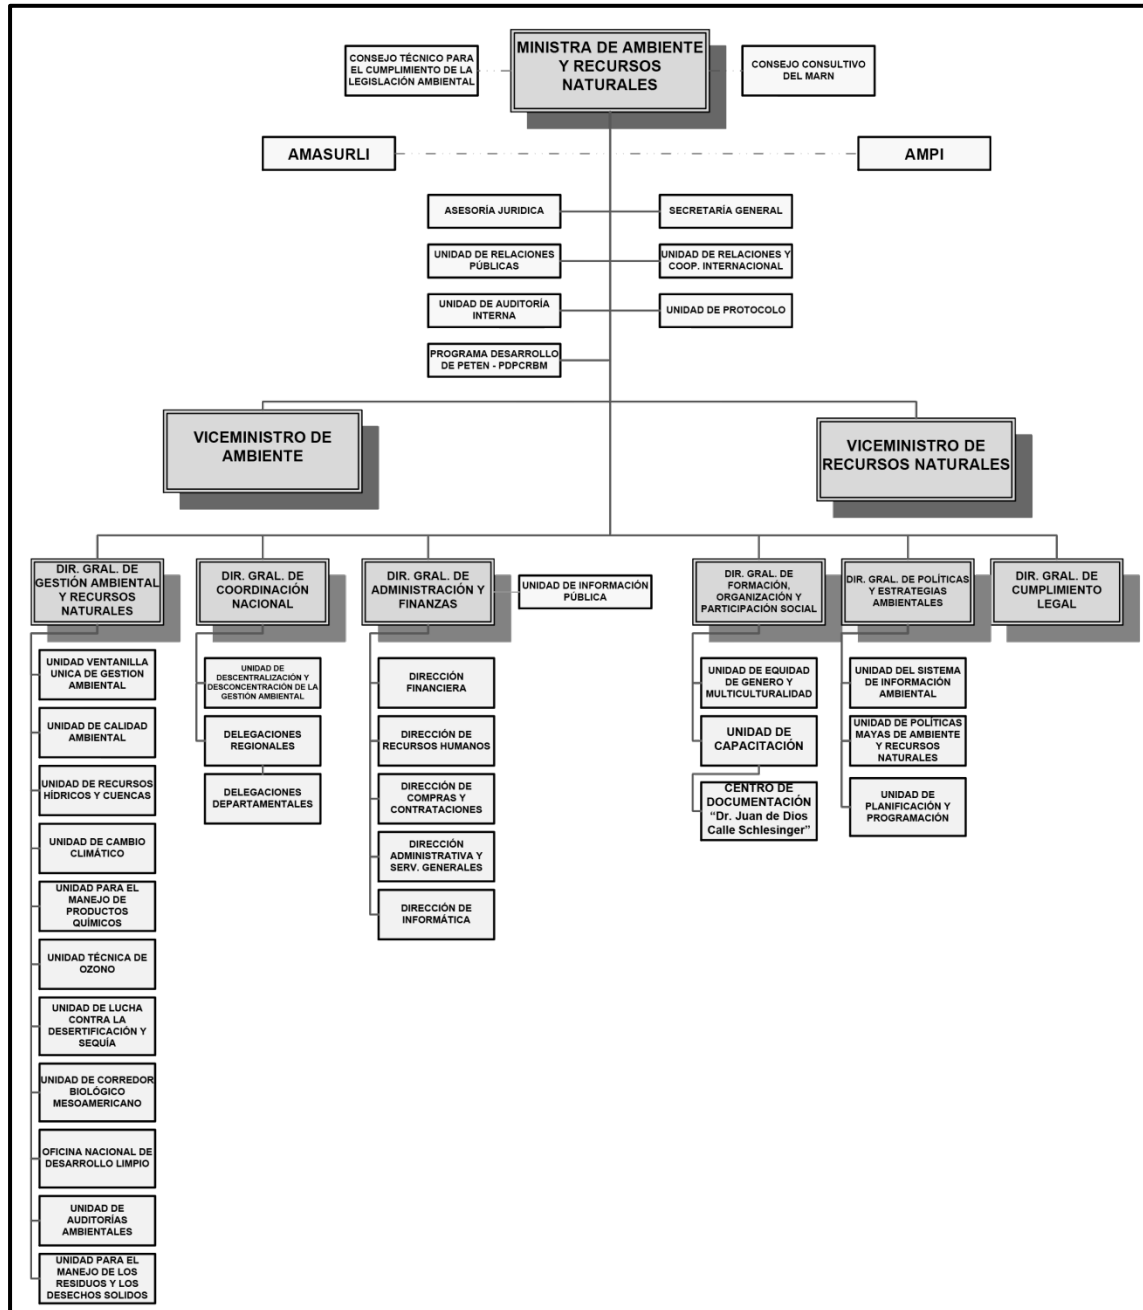 CONSEJO TÉCNICO PARA
EL CUMPLIMIENTO DE LA
LEGISLACIÓN AMBIENTAL
MINISTRA DE AMBIENTE
Y RECURSOS
NATURALES
CONSEJO CONSULTIVO
DEL MARN
AMASURLI
AMPI
ASESORÍA JURIDICA
SECRETARÍA GENERAL
UNIDAD DE RELACIONES
PÚBLICAS
UNIDAD DE RELACIONES Y
COOP. INTERNACIONAL
UNIDAD DE AUDITORÍA
INTERNA
UNIDAD DE PROTOCOLO
PROGRAMA DESARROLLO
DE PETEN - PDPCRBM
VICEMINISTRO DE
AMBIENTE
VICEMINISTRO DE
RECURSOS NATURALES
DIR. GRAL. DE
GESTIÓN AMBIENTAL
Y RECURSOS
NATURALES
DIR. GRAL. DE
COORDINACIÓN
NACIONAL
DIR. GRAL. DE
ADMINISTRACIÓN Y
FINANZAS
UNIDAD DE INFORMACIÓN
PÚBLICA
DIR. GRAL. DE
FORMACIÓN,
ORGANIZACIÓN Y
PARTICIPACIÓN SOCIAL
DIR. GRAL. DE POLÍTICAS
Y ESTRATEGIAS
AMBIENTALES
DIR. GRAL. DE
CUMPLIMIENTO
LEGAL
UNIDAD VENTANILLA
UNICA DE GESTION
AMBIENTAL
UNIDAD DE CALIDAD
AMBIENTAL
UNIDAD DE RECURSOS
HÍDRICOS Y CUENCAS
UNIDAD DE CAMBIO
CLIMÁTICO
UNIDAD PARA EL
MANEJO DE
PRODUCTOS
QUÍMICOS
UNIDAD TÉCNICA DE
OZONO
UNIDAD DE LUCHA
CONTRA LA
DESERTIFICACIÓN Y
SEQUÍA
UNIDAD DE CORREDOR
BIOLÓGICO
MESOAMERICANO
OFICINA NACIONAL DE
DESARROLLO LIMPIO
UNIDAD DE
AUDITORÍAS
AMBIENTALES
UNIDAD PARA EL
MANEJO DE LOS
RESIDUOS Y LOS
DESECHOS SOLIDOS
UNIDAD DE
DESCENTRALIZACIÓN Y
DESCONCENTRACIÓN DE LA
GESTIÓN AMBIENTAL
DELEGACIONES
REGIONALES
DELEGACIONES
DEPARTAMENTALES
DIRECCIÓN
FINANCIERA
DIRECCIÓN DE
RECURSOS HUMANOS
DIRECCIÓN DE
COMPRAS Y
CONTRATACIONES
DIRECCIÓN
ADMINISTRATIVA Y
SERV. GENERALES
DIRECCIÓN DE
INFORMÁTICA
UNIDAD DE EQUIDAD
DE GENERO Y
MULTICULTURALIDAD
UNIDAD DE
CAPACITACIÓN
CENTRO DE
DOCUMENTACIÓN
“Dr. Juan de Dios
Calle Schlesinger”
UNIDAD DEL SISTEMA
DE INFORMACIÓN
AMBIENTAL
UNIDAD DE POLÍTICAS
MAYAS DE AMBIENTE
Y RECURSOS
NATURALES
UNIDAD DE
PLANIFICACIÓN Y
PROGRAMACIÓN